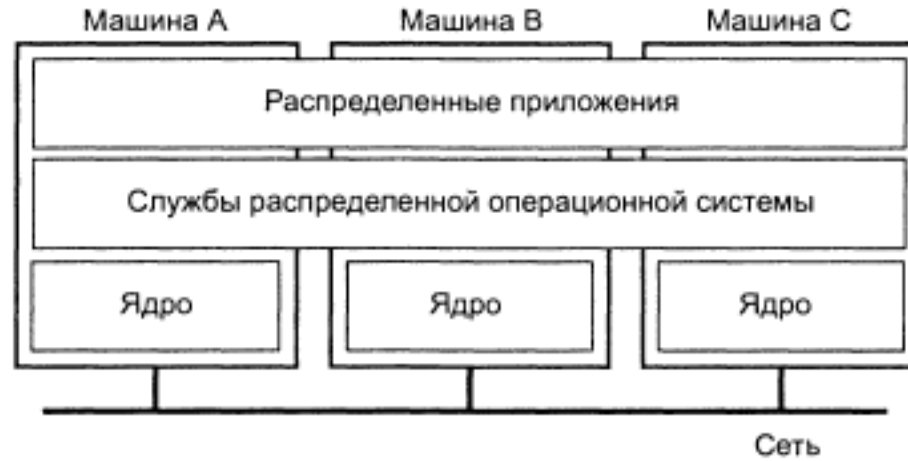 Машина A
Машина B
Машина C
Распределенные приложения
Службы распределенной операционной системы
Ядро
Ядро
Ядро
Сеть